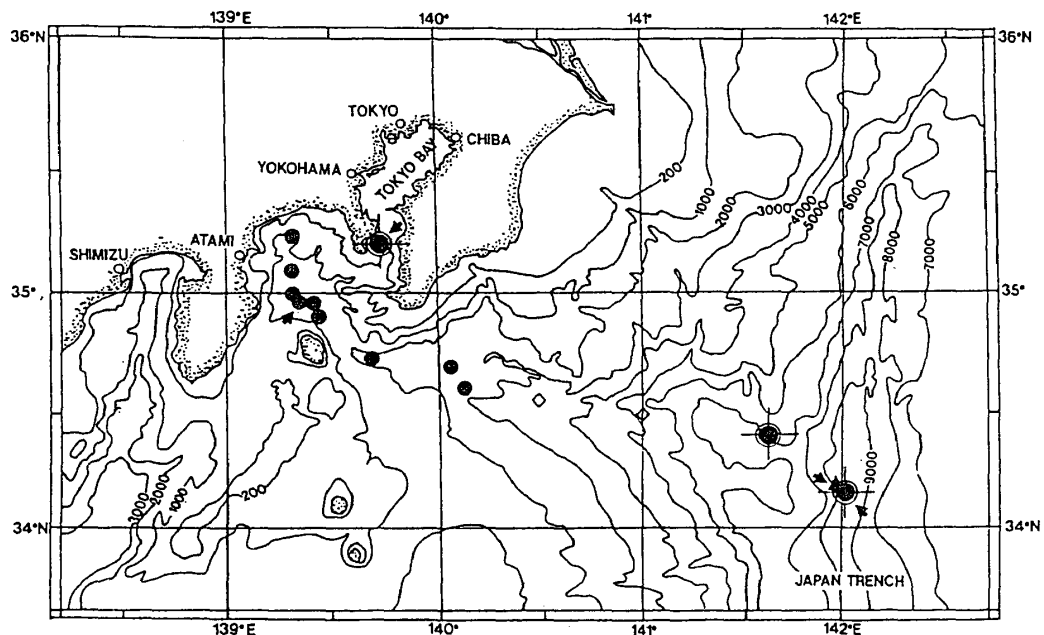 139°E 140° 141° 142°E
36°N 36°N
TOKYO
CHIBA
YOKOHAMA
TOKYO BAY
200
1000
2000
3000
4000
5000
6000
7000
8000
7000
ATAMI
SHIMIZU
35° 35°
9000
200
1000
2000
3000
34°N 34°N
JAPAN TRENCH
139°E 140° 141° 142°E